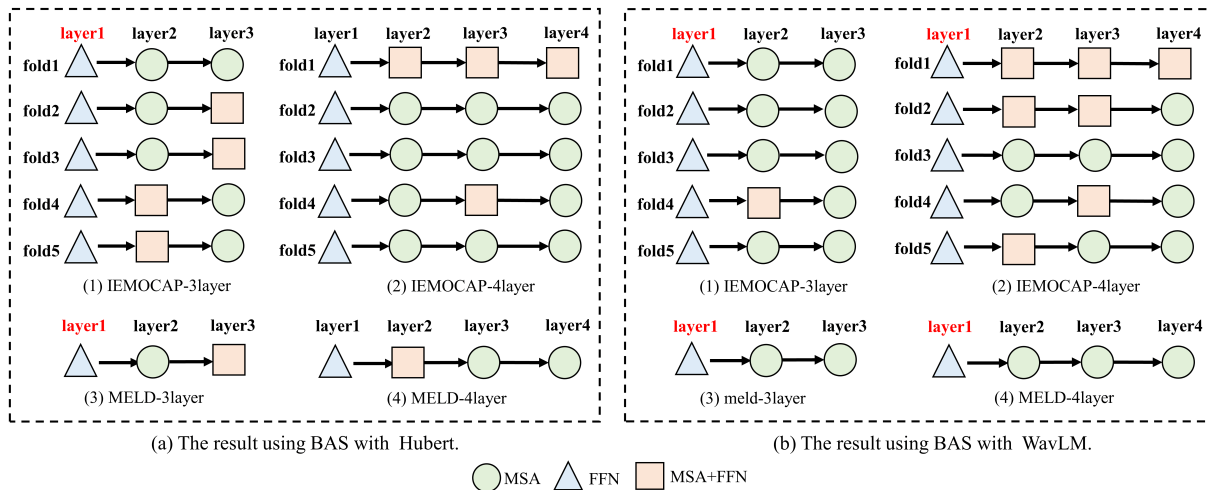 layer1 layer2 layer3
fold1
fold2
fold3
fold4
fold5
(1) IEMOCAP-3layer
layer1 layer2 layer3 layer4
fold1
fold2
fold3
fold4
fold5
(2) IEMOCAP-4layer
layer1 layer2 layer3
(3) MELD-3layer
layer1 layer2 layer3 layer4
(4) MELD-4layer
(a) The result using BAS with Hubert.
layer1 layer2 layer3
fold1
fold2
fold3
fold4
fold5
(1) IEMOCAP-3layer
layer1 layer2 layer3 layer4
fold1
fold2
fold3
fold4
fold5
(2) IEMOCAP-4layer
layer1 layer2 layer3
(3) meld-3layer
layer1 layer2 layer3 layer4
(4) MELD-4layer
(b) The result using BAS with WavLM.
MSA FFN MSA+FFN